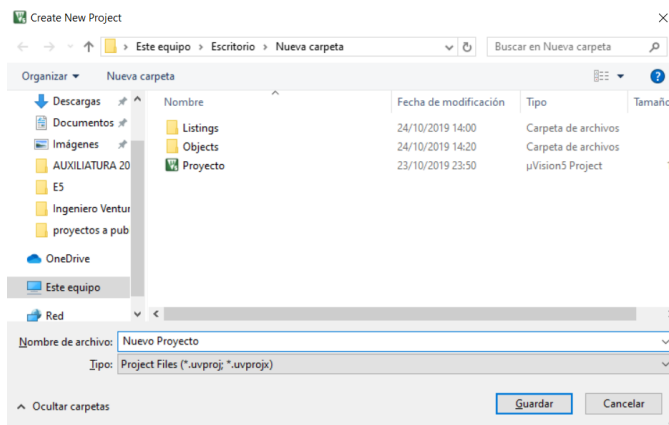 Create New Project
Este equipo > Escritorio > Nueva carpeta
Buscar en Nueva carpeta
Organizar
Nueva carpeta
Nombre
Fecha de modificación
Tipo
Tamaño
Descargas
Documentos
Imágenes
AUXILIATURA 20
E5
Ingeniero Ventur
proyectos a pub
OneDrive
Este equipo
Red
Listings 24/10/2019 14:00 Carpeta de archivos
Objects 24/10/2019 14:20 Carpeta de archivos
Proyecto 23/10/2019 23:50 µVision5 Project
Nombre de archivo: Nuevo Proyecto
Tipo: Project Files (*.uvproj; *.uvprojx)
Ocultar carpetas
Guardar
Cancelar